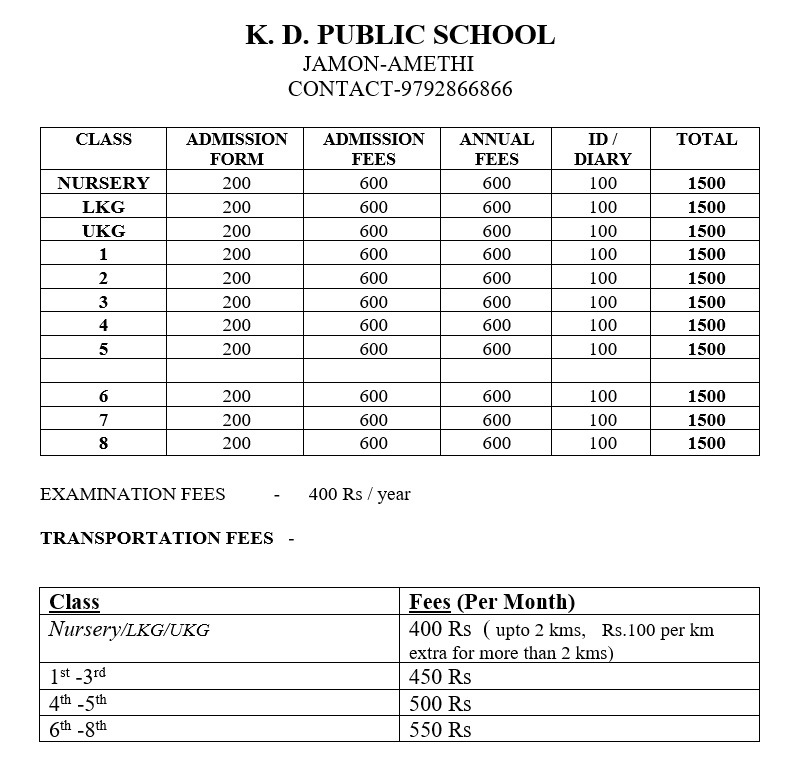 K. D. PUBLIC SCHOOL
JAMON-AMETHI
CONTACT-9792866866
CLASS ADMISSION FORM ADMISSION FEES ANNUAL FEES ID / DIARY TOTAL
NURSERY 200 600 600 100 1500
LKG 200 600 600 100 1500
UKG 200 600 600 100 1500
1 200 600 600 100 1500
2 200 600 600 100 1500
3 200 600 600 100 1500
4 200 600 600 100 1500
5 200 600 600 100 1500
6 200 600 600 100 1500
7 200 600 600 100 1500
8 200 600 600 100 1500
EXAMINATION FEES - 400 Rs / year
TRANSPORTATION FEES -
Class Fees (Per Month)
Nursery/LKG/UKG 400 Rs ( upto 2 kms, Rs.100 per km
extra for more than 2 kms)
1st -3rd 450 Rs
4th -5th 500 Rs
6th -8th 550 Rs